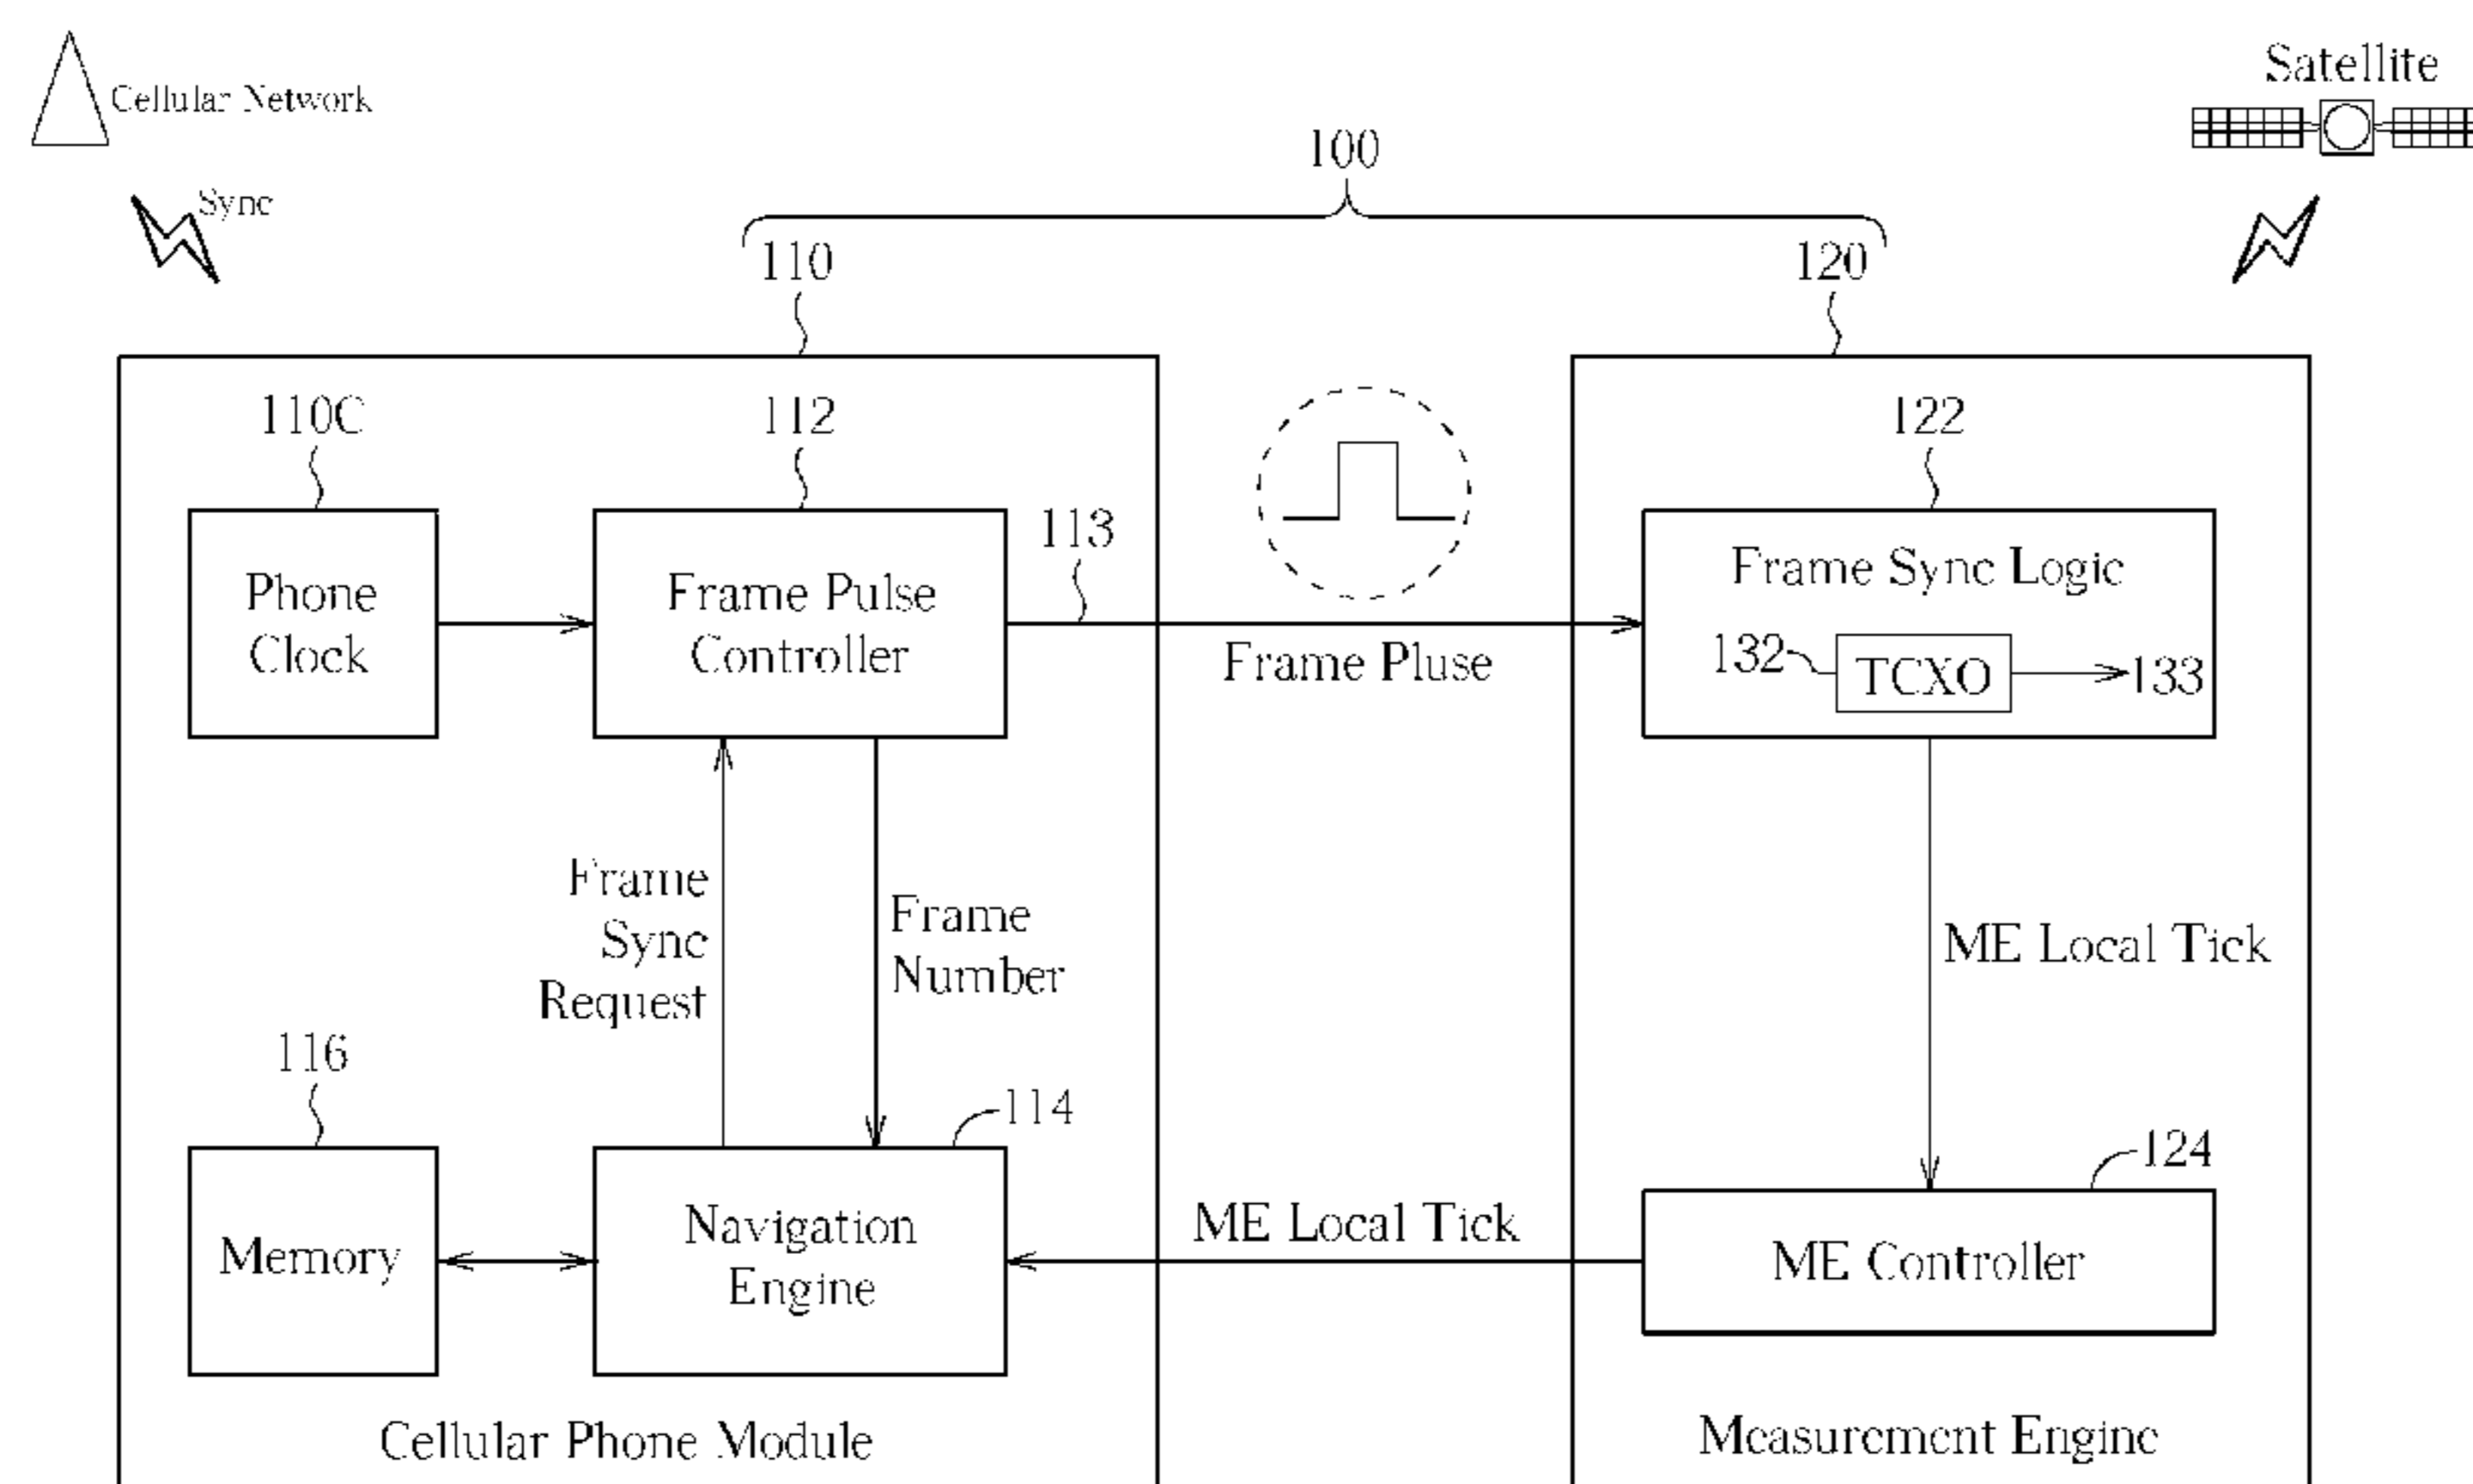 Satellite
Cellular Network
100
Sync
110
120
110C
112
122
113
Phone
Clock
Frame Pulse
Controller
Frame Pluse
Frame Sync Logic
132
TCXO
133
Frame
Sync
Request
Frame
Number
ME Local Tick
116
114
124
Memory
Navigation
Engine
ME Local Tick
ME Controller
Cellular Phone Module
Measurement Engine